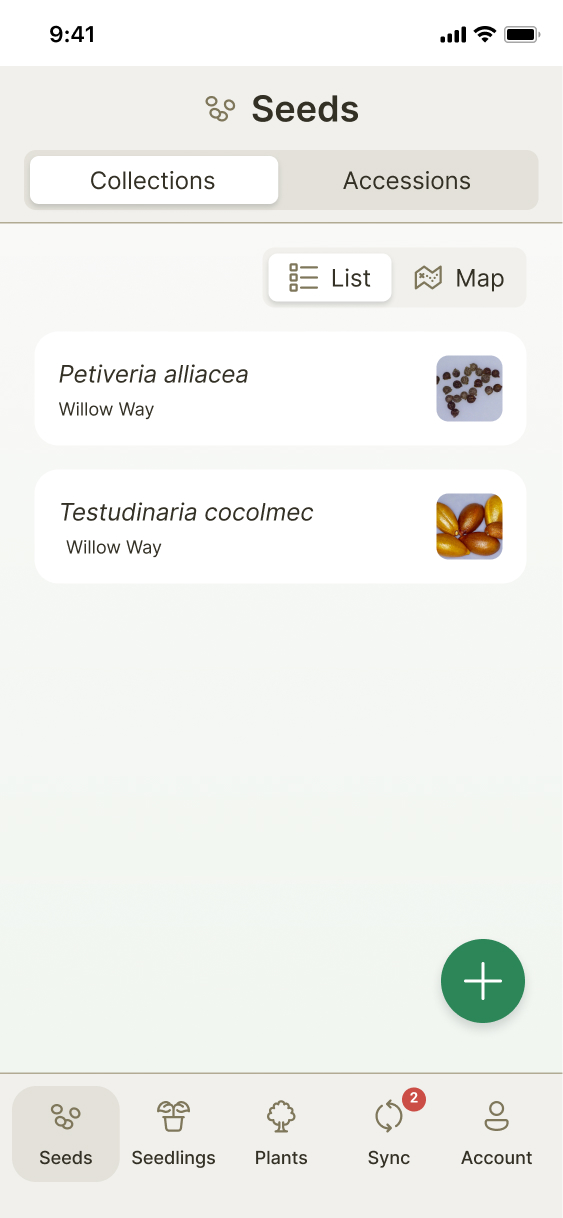 9:41
Seeds
Collections Accessions
List Map
Petiveria alliacea
Willow Way
Testudinaria cocolmec
Willow Way
2
Seeds Seedlings Plants Sync Account